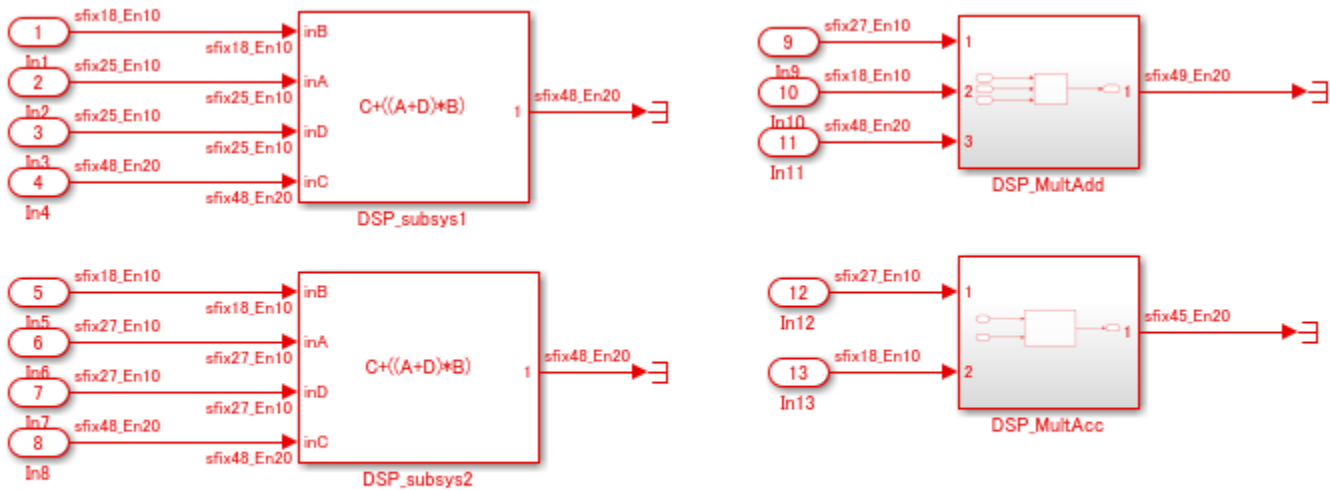 1
sfix18_En10
sfix18_En10
inB
In1
2
sfix25_En10
sfix25_En10
inA
In2
3
sfix25_En10
sfix25_En10
inD
In3
4
sfix48_En20
sfix48_En20
inC
In4
C+((A+D)*B)
1
sfix48_En20
DSP_subsys1
9
sfix27_En10
1
In9
10
sfix18_En10
2
In10
11
sfix48_En20
3
In11
1
sfix49_En20
DSP_MultAdd
5
sfix18_En10
sfix18_En10
inB
In5
6
sfix27_En10
sfix27_En10
inA
In6
7
sfix27_En10
sfix27_En10
inD
In7
8
sfix48_En20
sfix48_En20
inC
In8
C+((A+D)*B)
1
sfix48_En20
DSP_subsys2
12
sfix27_En10
1
In12
13
sfix18_En10
2
In13
1
sfix45_En20
DSP_MultAcc